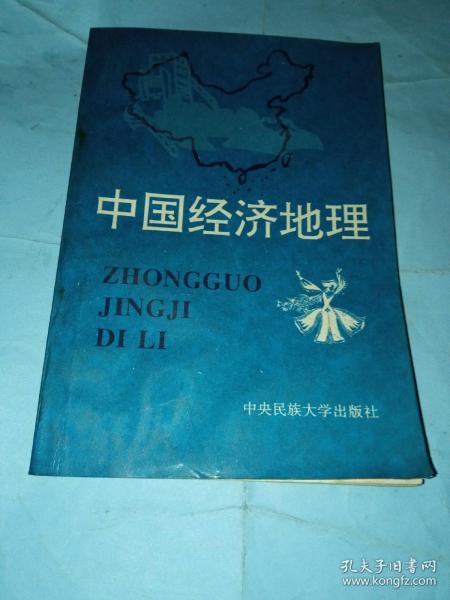 中国经济地理
ZHONGGUO
JINGJI
DI LI
中央民族大学出版社
孔夫子旧书网
www.kongfz.com